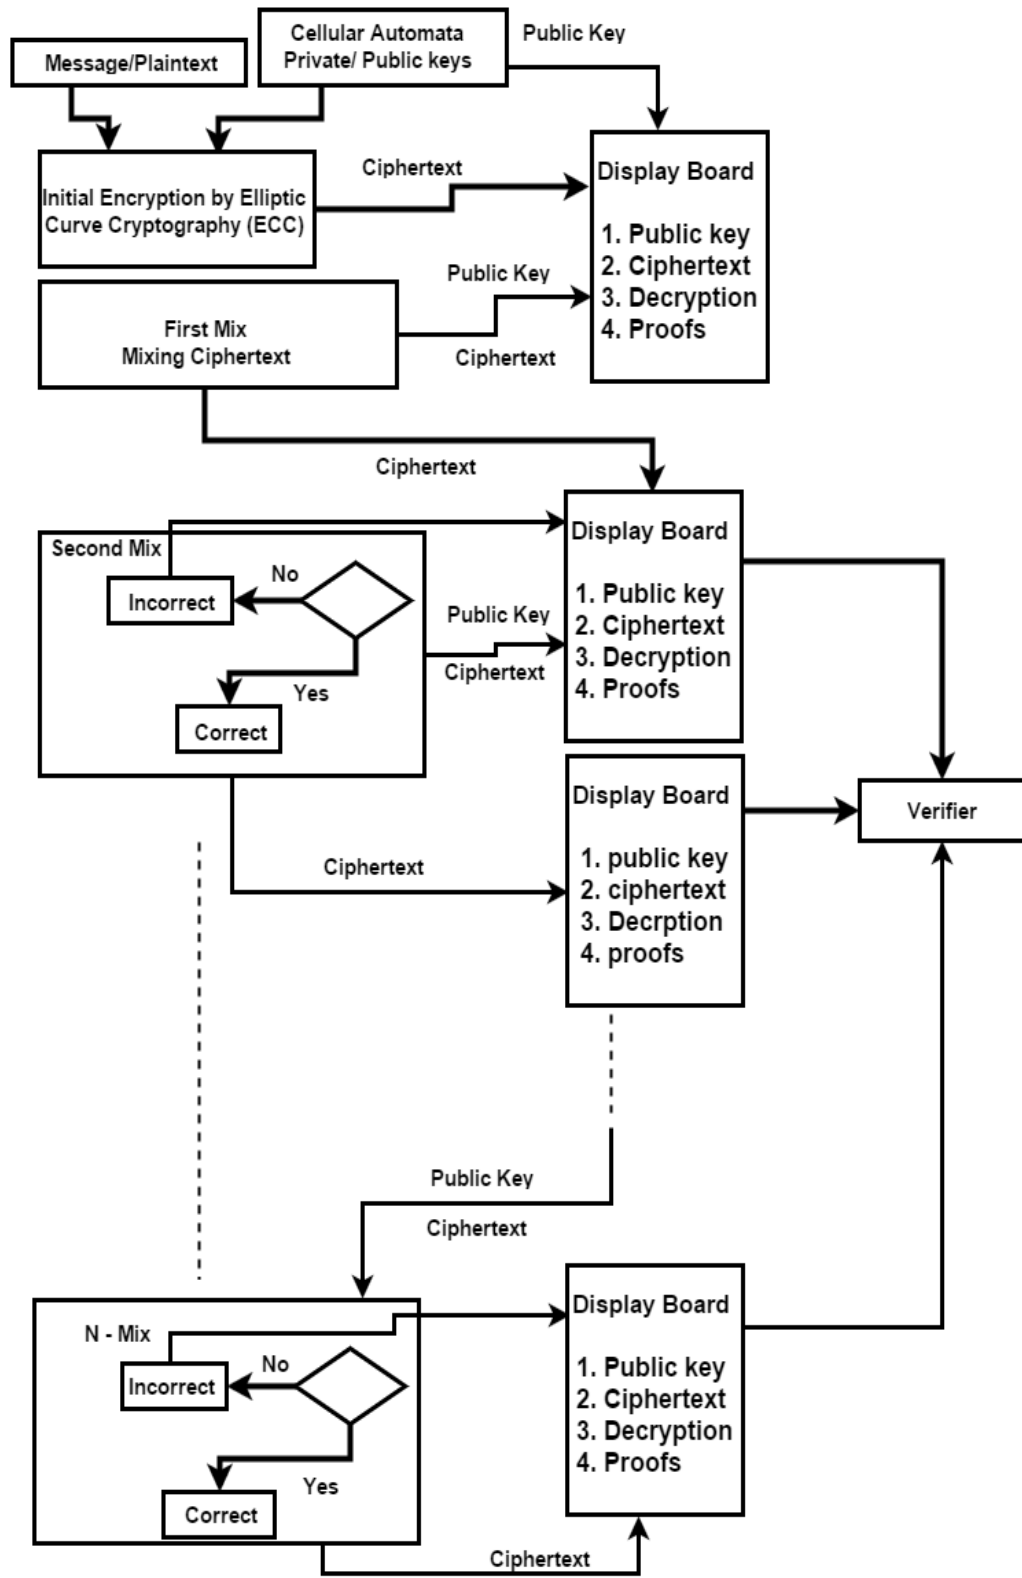 Cellular Automata
Private/ Public keys
Public Key
Message/Plaintext
Initial Encryption by Elliptic
Curve Cryptography (ECC)
Ciphertext
Display Board
1. Public key
2. Ciphertext
3. Decryption
4. Proofs
First Mix
Mixing Ciphertext
Public Key
Ciphertext
Ciphertext
Second Mix
No
Incorrect
Yes
Correct
Public Key
Ciphertext
Display Board
1. Public key
2. Ciphertext
3. Decryption
4. Proofs
Ciphertext
Display Board
1. public key
2. ciphertext
3. Decrption
4. proofs
Verifier
Public Key
Ciphertext
N - Mix
No
Incorrect
Yes
Correct
Display Board
1. Public key
2. Ciphertext
3. Decryption
4. Proofs
Ciphertext